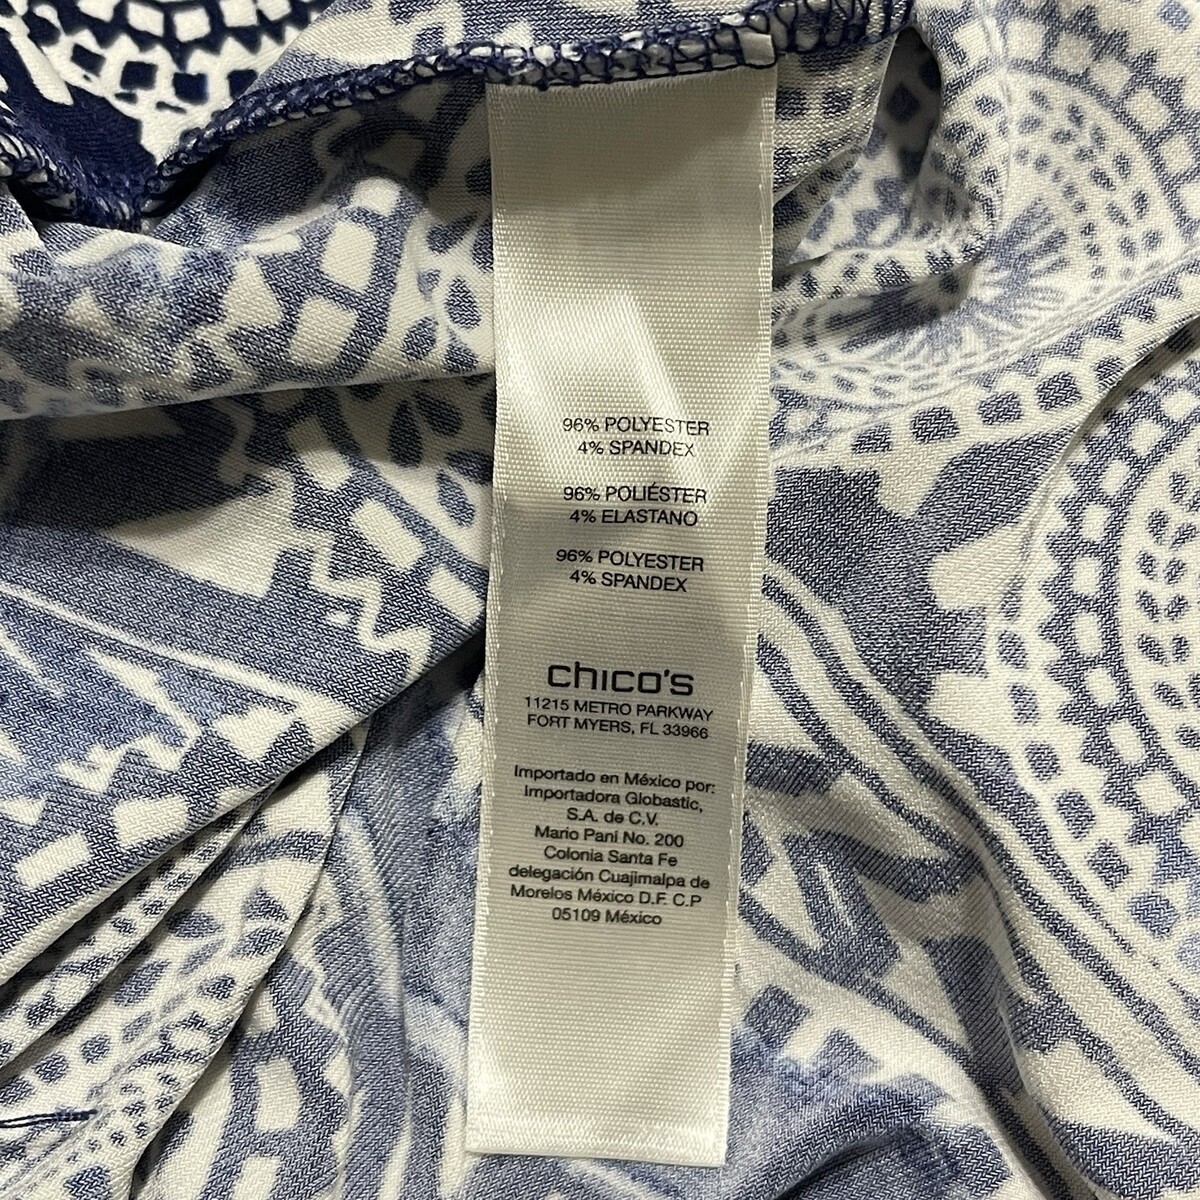 96% POLYESTER
4% SPANDEX
96% POLIÉSTER
4% ELASTANO
96% POLYESTER
4% SPANDEX
chico's
11215 METRO PARKWAY
FORT MYERS, FL 33966
Importado en México por:
Importadora Globastic,
S.A. de C.V.
Mario Pani No. 200
Colonia Santa Fe
delegación Cuajimalpa de
Morelos México D.F. C.P
05109 México